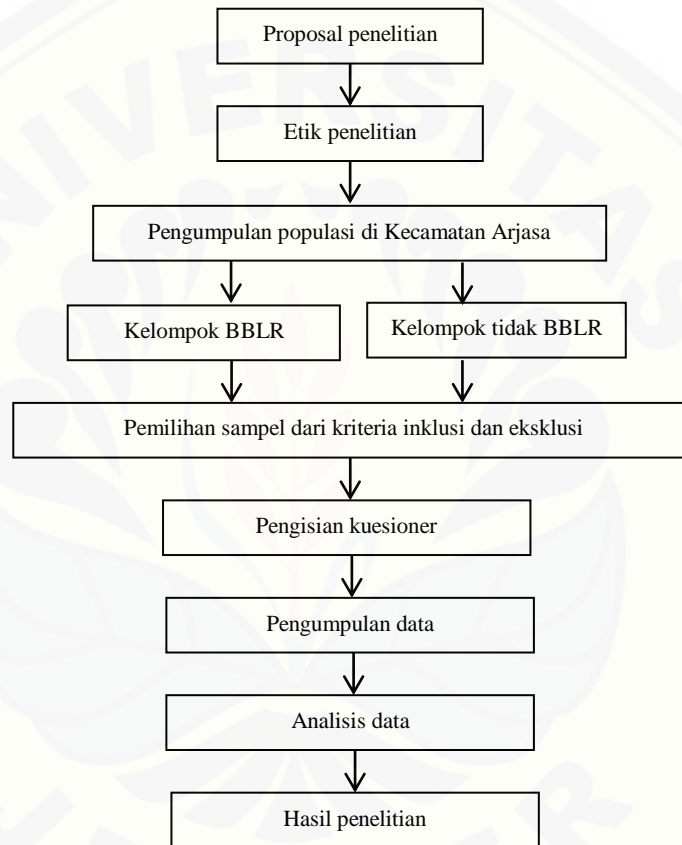 UNIVERSITAS
Proposal penelitian
Etik penelitian
Pengumpulan populasi di Kecamatan Arjasa
Kelompok BBLR
Kelompok tidak BBLR
Pemilihan sampel dari kriteria inklusi dan eksklusi
Pengisian kuesioner
Pengumpulan data
Analisis data
Hasil penelitian